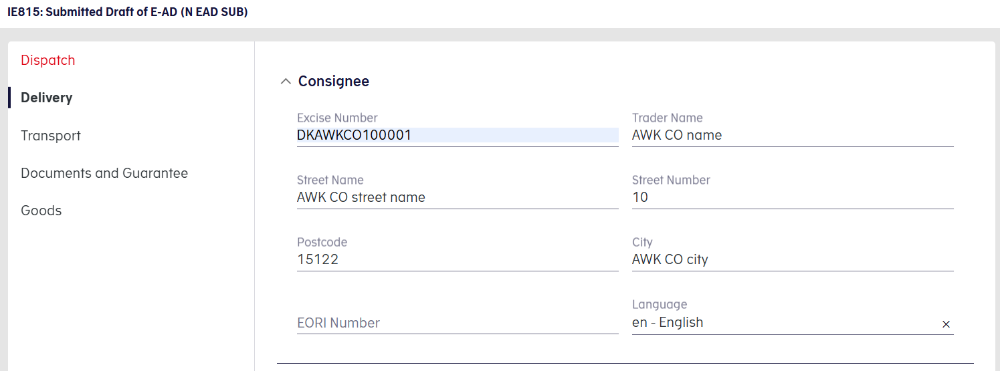 IE815: Submitted Draft of E-AD (N EAD SUB)
Dispatch
Delivery
Transport
Documents and Guarantee
Goods
Consignee
Excise Number
DKAWKCO100001
Trader Name
AWK CO name
Street Name
AWK CO street name
Street Number
10
Postcode
15122
City
AWK CO city
EORI Number
Language
en - English